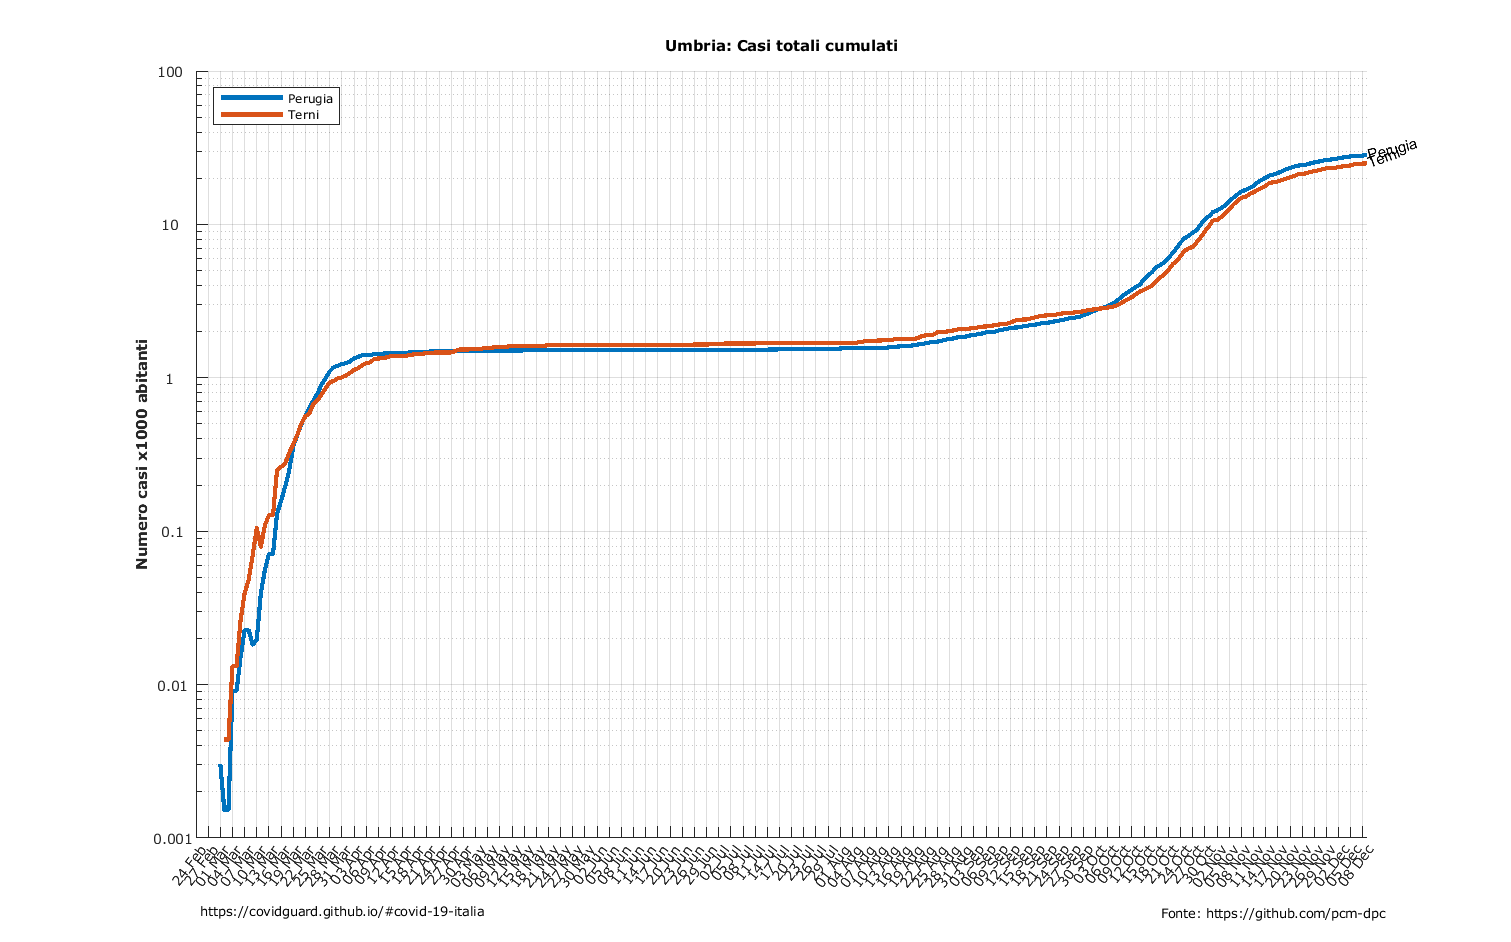 Umbria: Casi totali cumulati
100
10
1
0.1
0.01
0.001
Numero casi x1000 abitanti
Perugia
Terni
Perugia
Terni
24 Feb
27 Feb
01 Mar
04 Mar
07 Mar
10 Mar
13 Mar
16 Mar
19 Mar
22 Mar
25 Mar
28 Mar
31 Mar
03 Apr
06 Apr
09 Apr
12 Apr
15 Apr
18 Apr
21 Apr
24 Apr
27 Apr
30 Apr
03 May
06 May
09 May
12 May
15 May
18 May
21 May
24 May
27 May
30 May
02 Jun
05 Jun
08 Jun
11 Jun
14 Jun
17 Jun
20 Jun
23 Jun
26 Jun
29 Jun
02 Jul
05 Jul
08 Jul
11 Jul
14 Jul
17 Jul
20 Jul
23 Jul
26 Jul
29 Jul
01 Aug
04 Aug
07 Aug
10 Aug
13 Aug
16 Aug
19 Aug
22 Aug
25 Aug
28 Aug
31 Aug
03 Sep
06 Sep
09 Sep
12 Sep
15 Sep
18 Sep
21 Sep
24 Sep
27 Sep
30 Sep
03 Oct
06 Oct
09 Oct
12 Oct
15 Oct
18 Oct
21 Oct
24 Oct
27 Oct
30 Oct
02 Nov
05 Nov
08 Nov
11 Nov
14 Nov
17 Nov
20 Nov
23 Nov
26 Nov
29 Nov
02 Dec
05 Dec
08 Dec
https://covidguard.github.io/#covid-19-italia
Fonte: https://github.com/pcm-dpc